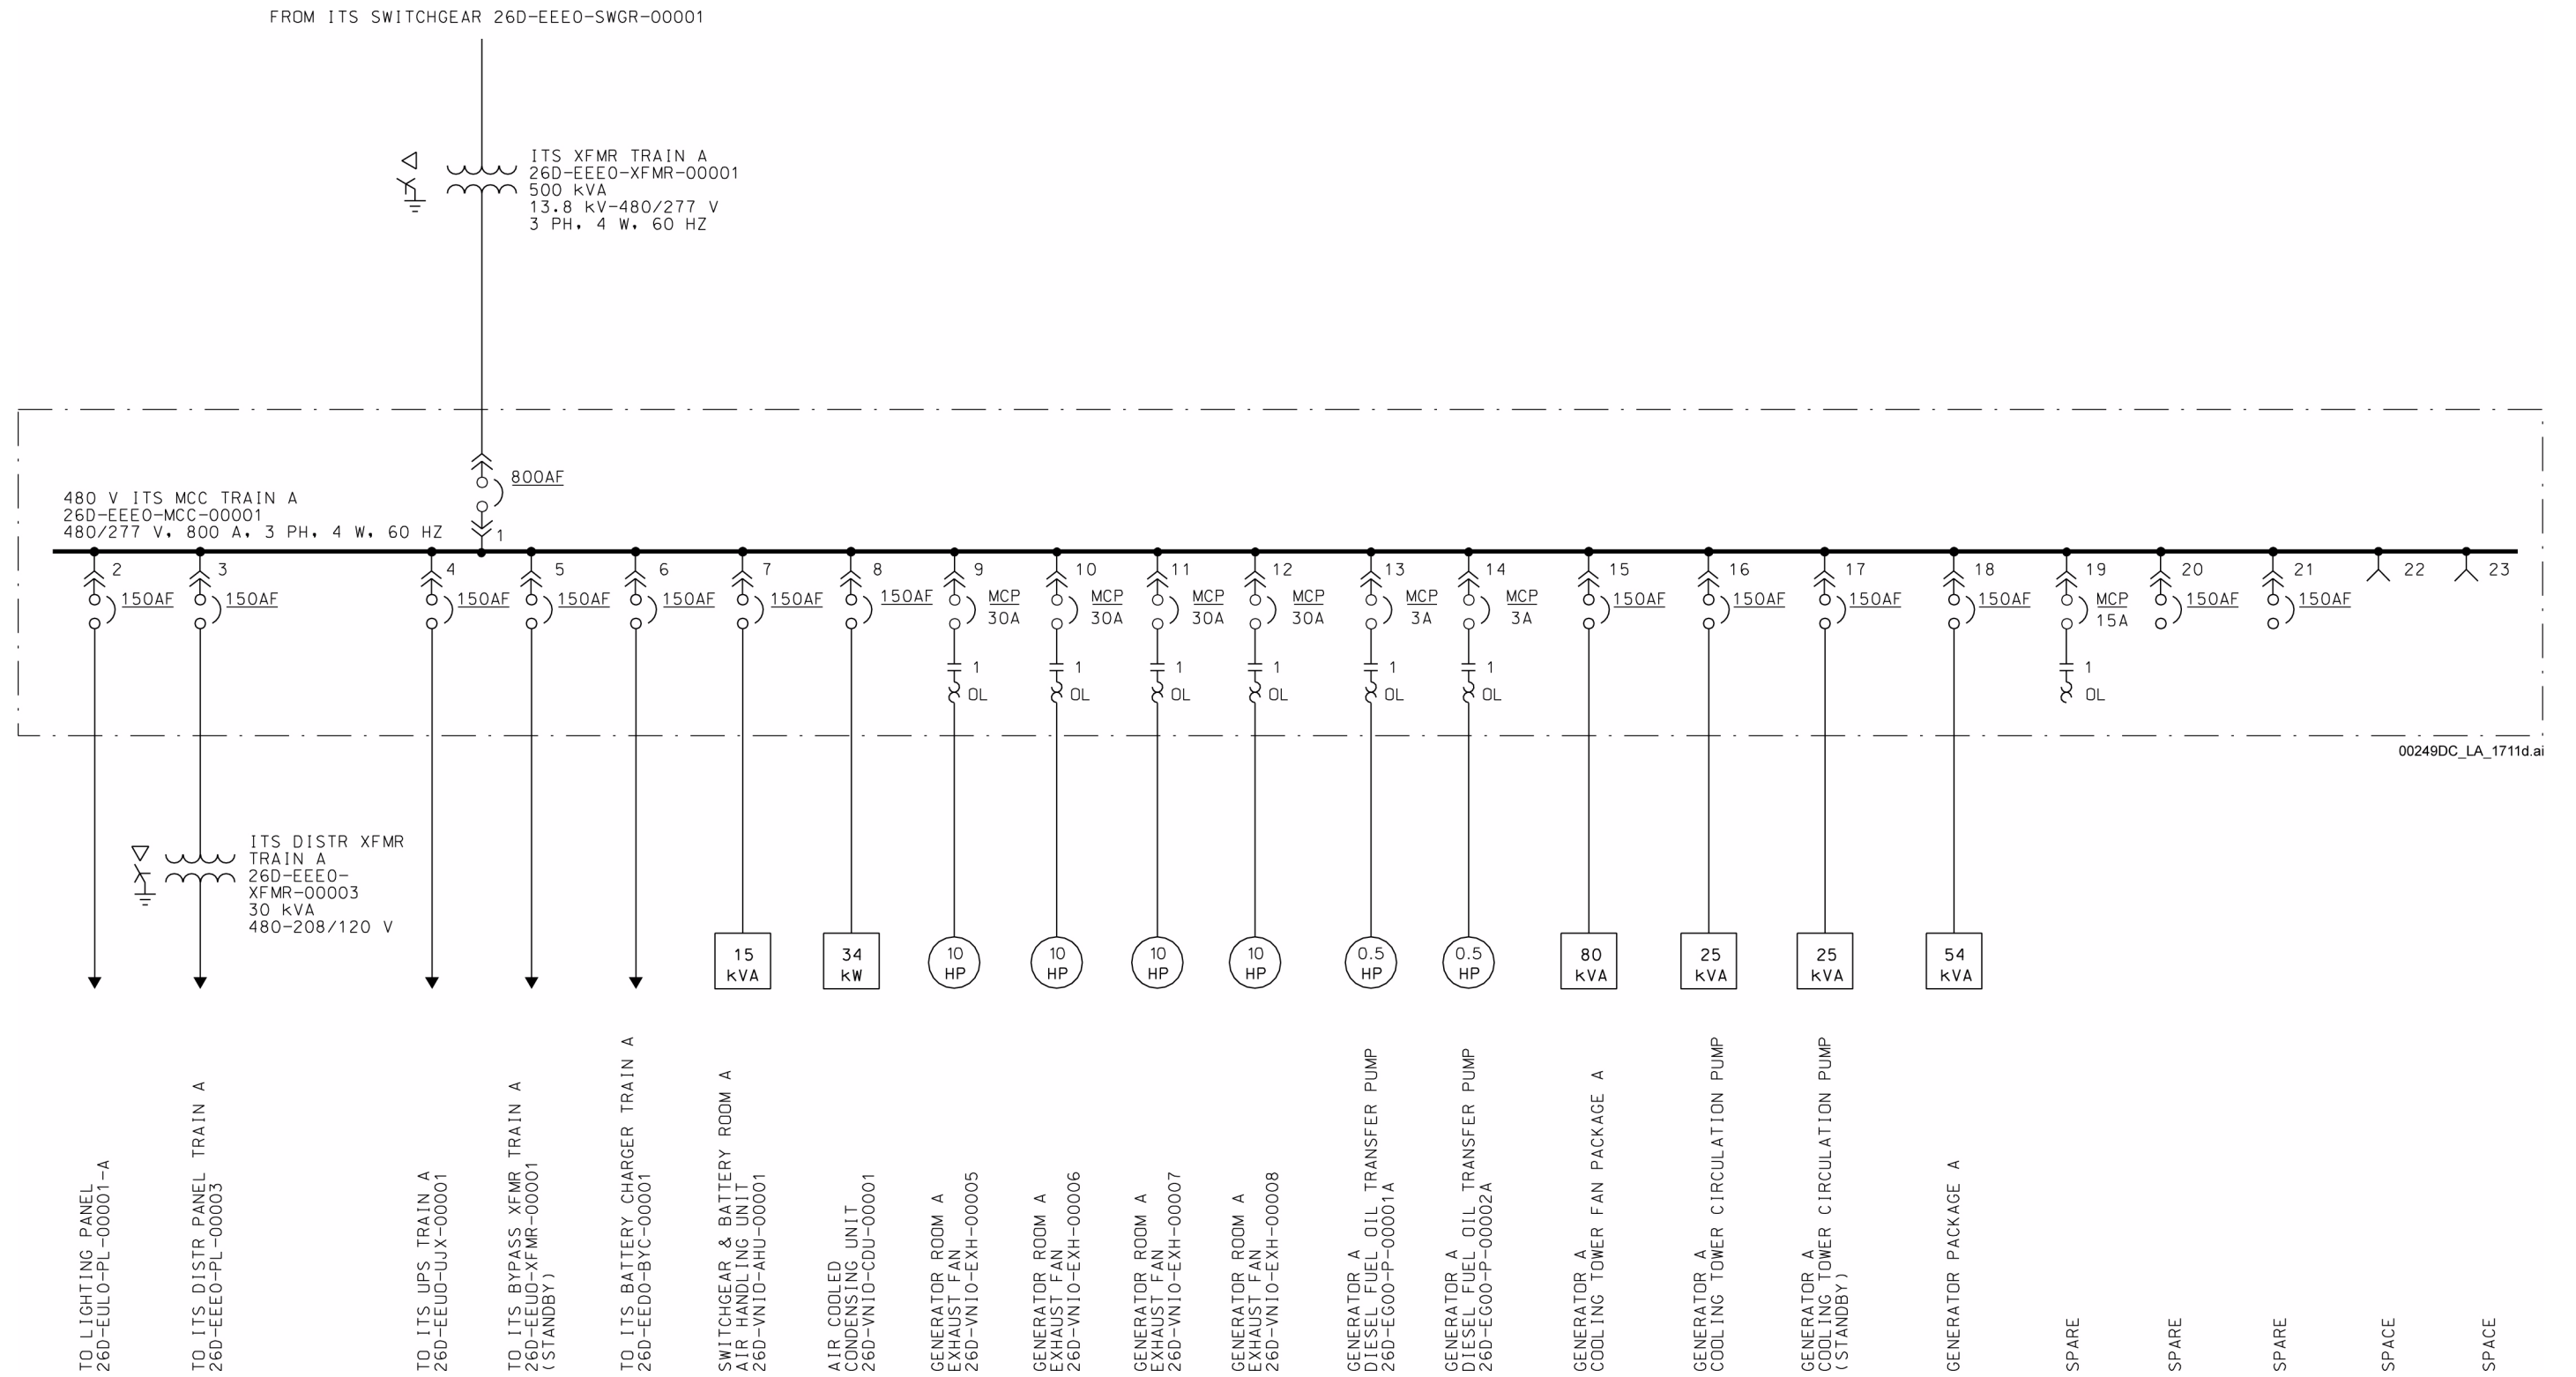 FROM ITS SWITCHGEAR 26D-EEE0-SWGR-00001
ITS XFMR TRAIN A
26D-EEE0-XFMR-00001
500 kVA
13.8 kV-480/277 V
3 PH, 4 W, 60 HZ
800AF
480 V ITS MCC TRAIN A
26D-EEE0-MCC-00001
480/277 V, 800 A, 3 PH, 4 W, 60 HZ
1
2
3
4
5
6
7
8
9
10
11
12
13
14
15
16
17
18
19
20
21
22
23
150AF
150AF
150AF
150AF
150AF
150AF
150AF
MCP
30A
MCP
30A
MCP
30A
MCP
30A
MCP
3A
MCP
3A
150AF
150AF
150AF
150AF
MCP
15A
150AF
150AF
1
OL
1
OL
1
OL
1
OL
1
OL
1
OL
1
OL
00249DC_LA_1711d.ai
ITS DISTR XFMR
TRAIN A
26D-EEE0-
XFMR-00003
30 kVA
480-208/120 V
15
kVA
34
kW
10
HP
10
HP
10
HP
10
HP
0.5
HP
0.5
HP
80
kVA
25
kVA
25
kVA
54
kVA
TO LIGHTING PANEL
26D-EULO-PL-00001-A
TO ITS DISTR PANEL TRAIN A
26D-EEE0-PL-00003
TO ITS UPS TRAIN A
26D-EEU0-UJX-00001
TO ITS BYPASS XFMR TRAIN A
26D-EEU0-XFMR-00001
(STANDBY)
TO ITS BATTERY CHARGER TRAIN A
26D-EED0-BYC-00001
SWITCHGEAR & BATTERY ROOM A
AIR HANDLING UNIT
26D-VNI0-AHU-00001
AIR COOLED
CONDENSING UNIT
26D-VNI0-CDU-00001
GENERATOR ROOM A
EXHAUST FAN
26D-VNI0-EXH-00005
GENERATOR ROOM A
EXHAUST FAN
26D-VNI0-EXH-00006
GENERATOR ROOM A
EXHAUST FAN
26D-VNI0-EXH-00007
GENERATOR ROOM A
EXHAUST FAN
26D-VNI0-EXH-00008
GENERATOR A
DIESEL FUEL OIL TRANSFER PUMP
26D-EG00-P-00001A
GENERATOR A
DIESEL FUEL OIL TRANSFER PUMP
26D-EG00-P-00002A
GENERATOR A
COOLING TOWER FAN PACKAGE A
GENERATOR A
COOLING TOWER CIRCULATION PUMP
GENERATOR A
COOLING TOWER CIRCULATION PUMP
(STANDBY)
GENERATOR PACKAGE A
SPARE
SPARE
SPARE
SPACE
SPACE